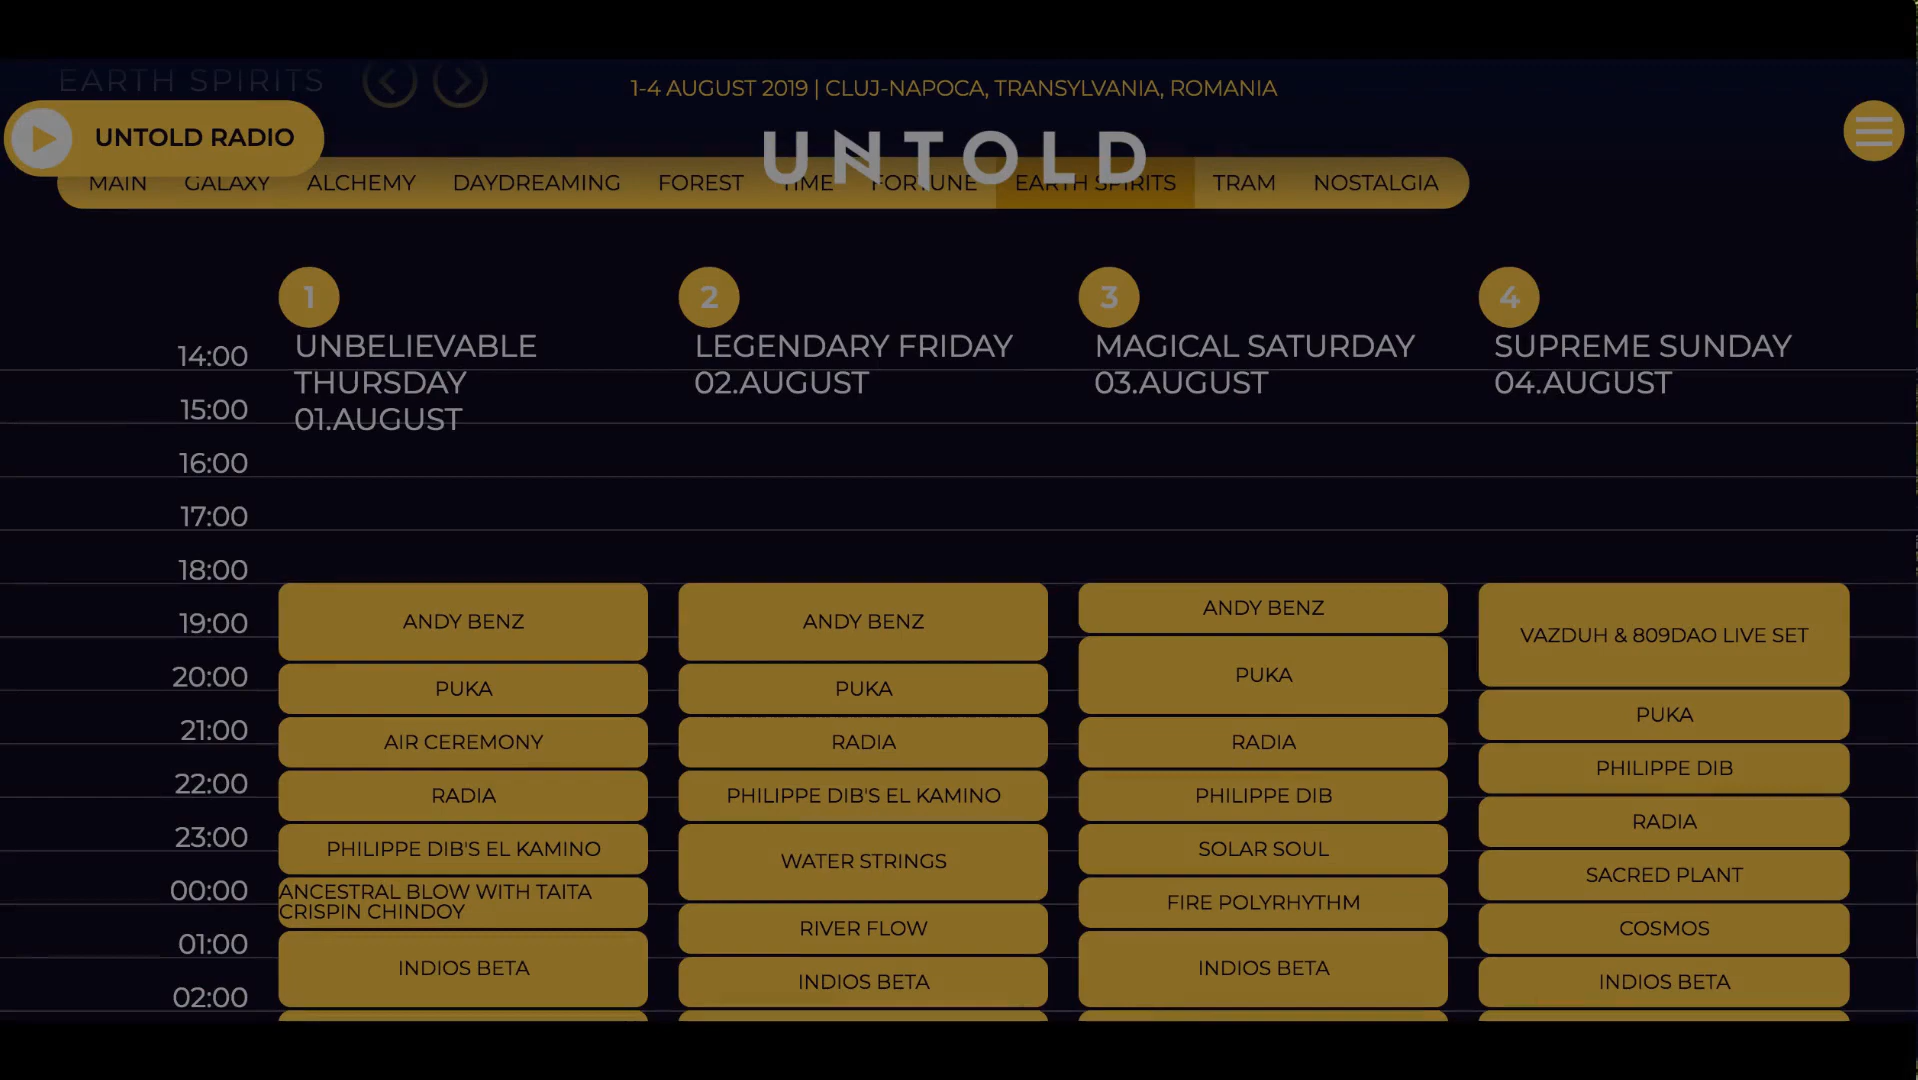 EARTH SPIRITS
1-4 AUGUST 2019 | CLUJ-NAPOCA, TRANSYLVANIA, ROMANIA
UNTOLD RADIO
UNTOLD
MAIN GALAXY ALCHEMY DAYDREAMING FOREST TIME FORTUNE EARTH SPIRITS TRAM NOSTALGIA
1
UNBELIEVABLE
THURSDAY
01.AUGUST
2
LEGENDARY FRIDAY
02.AUGUST
3
MAGICAL SATURDAY
03.AUGUST
4
SUPREME SUNDAY
04.AUGUST
14:00
15:00
16:00
17:00
18:00
19:00
20:00
21:00
22:00
23:00
00:00
01:00
02:00
ANDY BENZ
PUKA
AIR CEREMONY
RADIA
PHILIPPE DIB'S EL KAMINO
ANCESTRAL BLOW WITH TAITA
CRISPIN CHINDOY
INDIOS BETA
ANDY BENZ
PUKA
RADIA
PHILIPPE DIB'S EL KAMINO
WATER STRINGS
RIVER FLOW
INDIOS BETA
ANDY BENZ
PUKA
RADIA
PHILIPPE DIB
SOLAR SOUL
FIRE POLYRHYTHM
INDIOS BETA
VAZDUH & 809DAO LIVE SET
PUKA
PHILIPPE DIB
RADIA
SACRED PLANT
COSMOS
INDIOS BETA